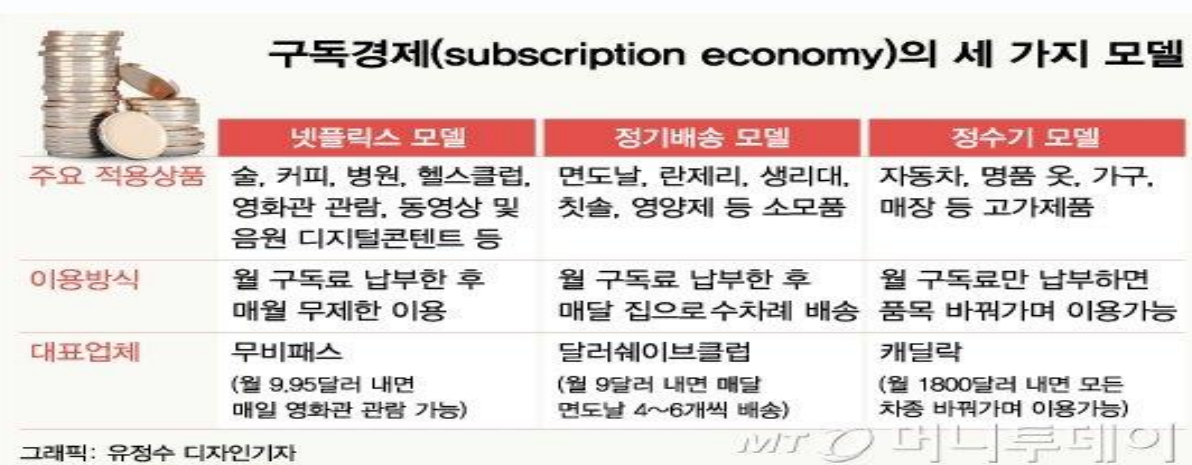 구독경제(subscription economy)의 세 가지 모델
넷플릭스 모델
정기배송 모델
정수기 모델
주요 적용상품
술, 커피, 병원, 헬스클럽,
영화관 관람, 동영상 및
음원 디지털콘텐트 등
면도날, 란제리, 생리대,
칫솔, 영양제 등 소모품
자동차, 명품 옷, 가구,
매장 등 고가제품
이용방식
월 구독료 납부한 후
매월 무제한 이용
월 구독료 납부한 후
매달 집으로 수차례 배송
월 구독료만 납부하면
품목 바꿔가며 이용가능
대표업체
무비패스
(월 9.95달러 내면
매일 영화관 관람 가능)
달러쉐이브클럽
(월 9달러 내면 매달
면도날 4~6개씩 배송)
캐딜락
(월 1800달러 내면 모든
차종 바꿔가며 이용가능)
그래픽: 유정수 디자인기자
MT 머니투데이